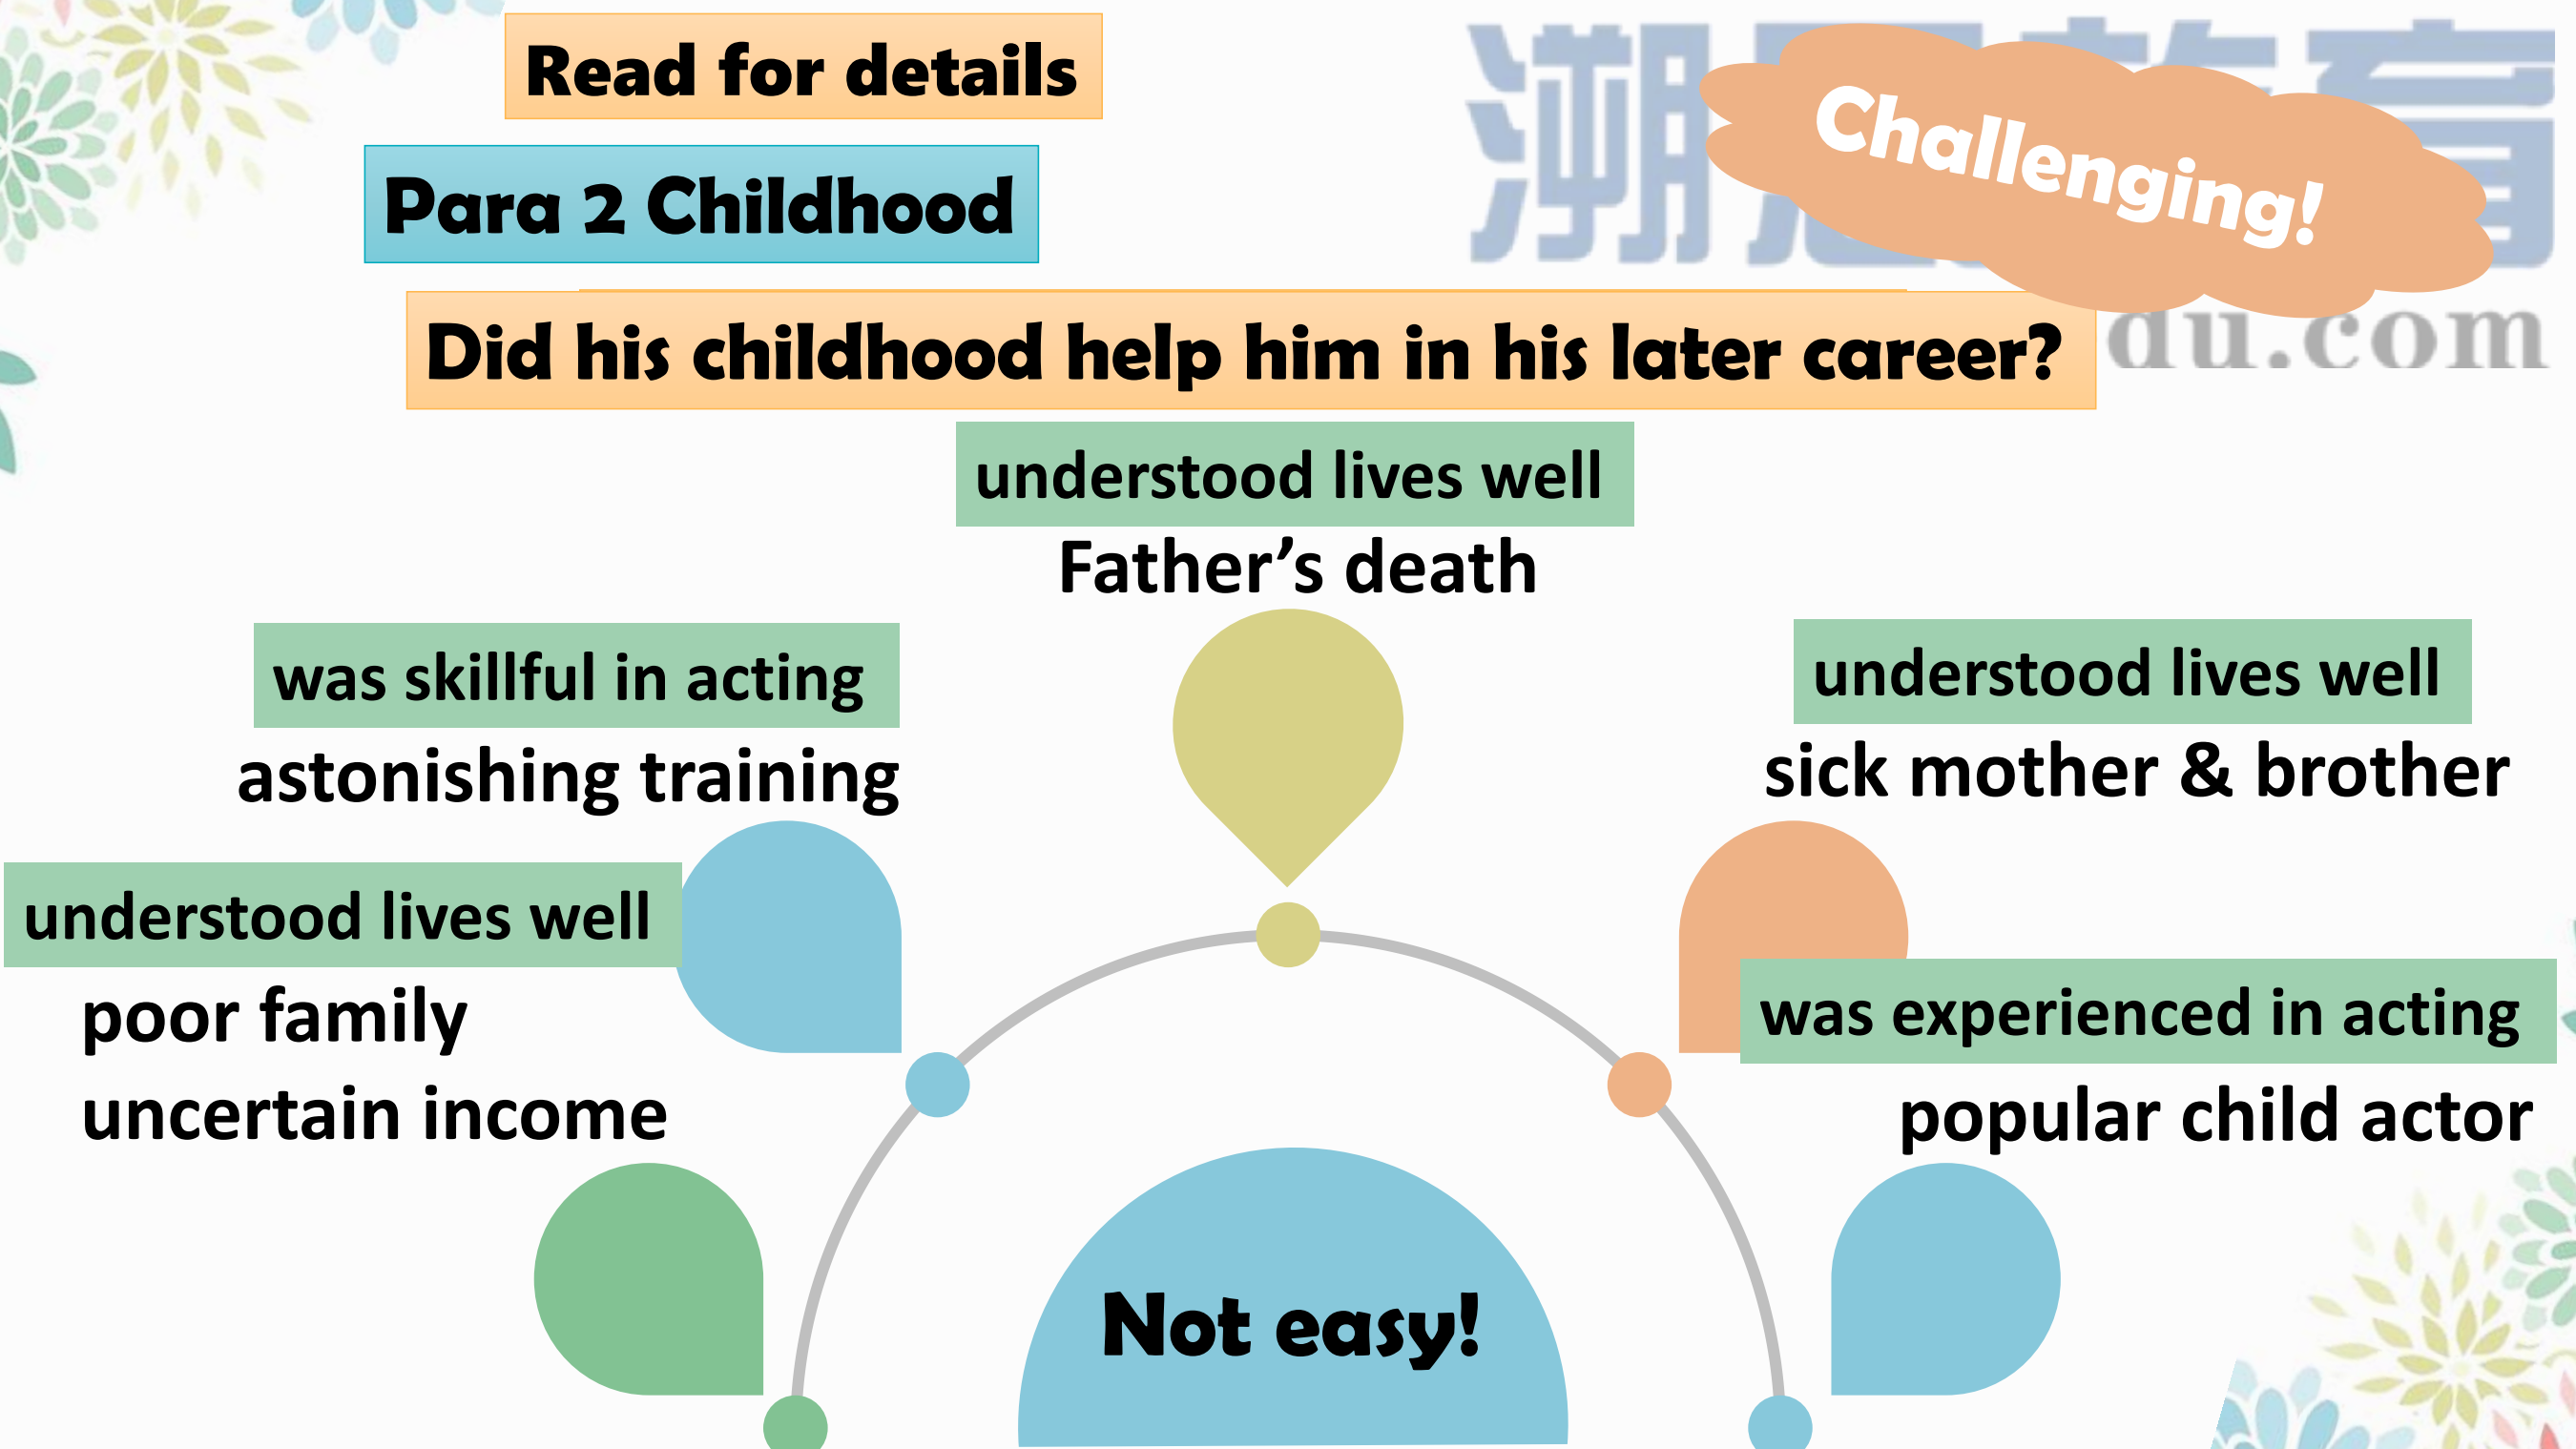 Read for details
Challenging!
Para 2 Childhood
Did his childhood help him in his later career?
du.com
understood lives well
Father’s death
was skillful in acting
astonishing training
understood lives well
sick mother & brother
understood lives well
poor family
uncertain income
was experienced in acting
popular child actor
Not easy!